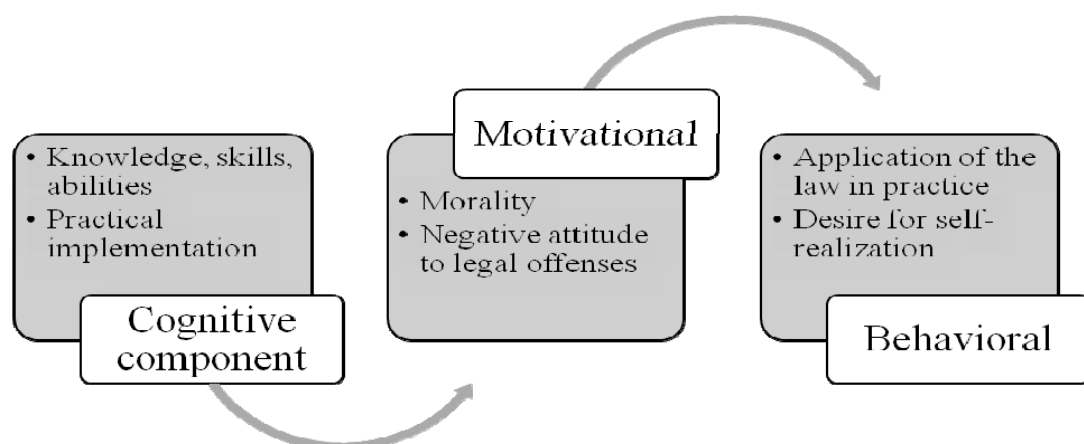 • Knowledge, skills,
abilities
• Practical
implementation
Cognitive
component
Motivational
• Morality
• Negative attitude
to legal offenses
• Application of the
law in practice
• Desire for self-
realization
Behavioral